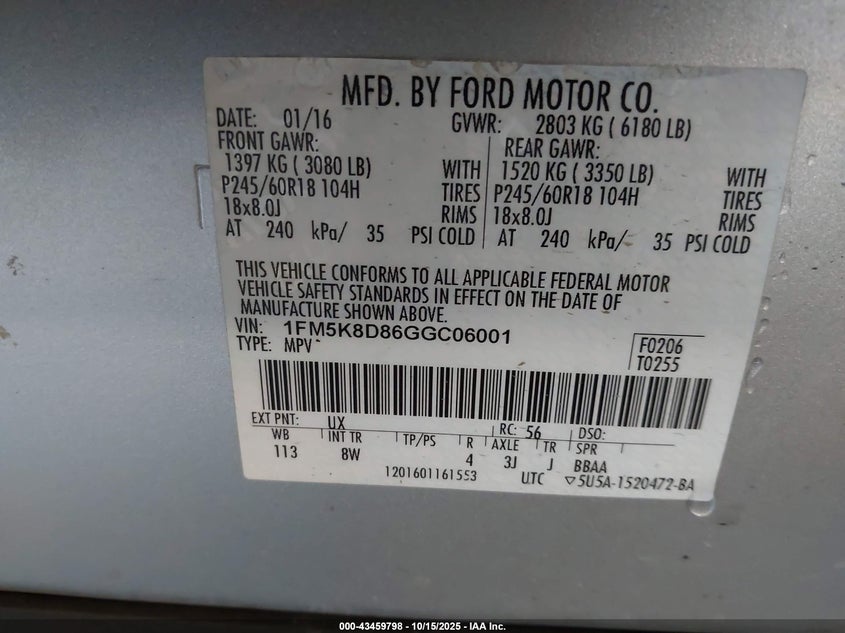 MFD. BY FORD MOTOR CO.
DATE: 01/16 GVWR: 2803 KG ( 6180 LB)
FRONT GAWR: REAR GAWR:
1397 KG ( 3080 LB) WITH 1520 KG ( 3350 LB) WITH
P245/60R18 104H TIRES P245/60R18 104H TIRES
18x8.0J RIMS 18x8.0J RIMS
AT 240 kPa/ 35 PSI COLD AT 240 kPa/ 35 PSI COLD
THIS VEHICLE CONFORMS TO ALL APPLICABLE FEDERAL MOTOR
VEHICLE SAFETY STANDARDS IN EFFECT ON THE DATE OF
MANUFACTURE SHOWN ABOVE.
VIN: 1FM5K8D86GGC06001
TYPE: MPV
F0206
T0255
EXT PNT: UX RC: 56 DSO:
WB INT TR TP/PS R AXLE TR SPR
113 8W 4 3J J BBAA
1201601161553 UTC ▽5U5A-1520472-BA
000-43459798 - 10/15/2025 - IAA Inc.